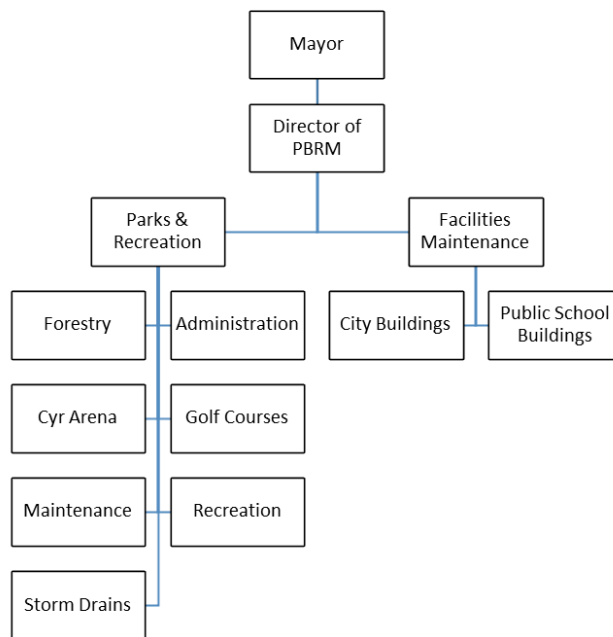 Mayor
Director of
PBRM
Parks &
Recreation
Facilities
Maintenance
Forestry
Administration
City Buildings
Public School
Buildings
Cyr Arena
Golf Courses
Maintenance
Recreation
Storm Drains